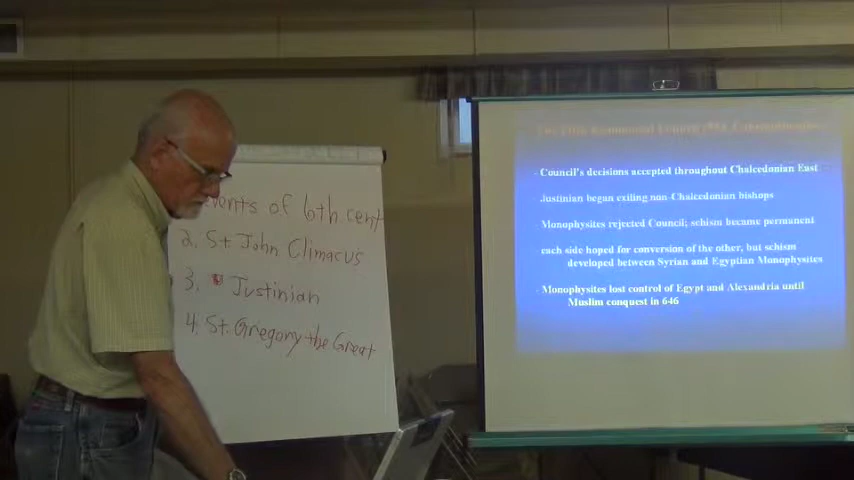 vents of 6th cent
2. St John Climacus
3. Justinian
4. St. Gregory the Great
- Council's decisions accepted throughout Chalcedonian East
Justinian began exiling non-Chalcedonian bishops
Monophysites rejected Council; schism became permanent
each side hoped for conversion of the other, but schism
developed between Syrian and Egyptian Monophysites
- Monophysites lost control of Egypt and Alexandria until
Muslim conquest in 646